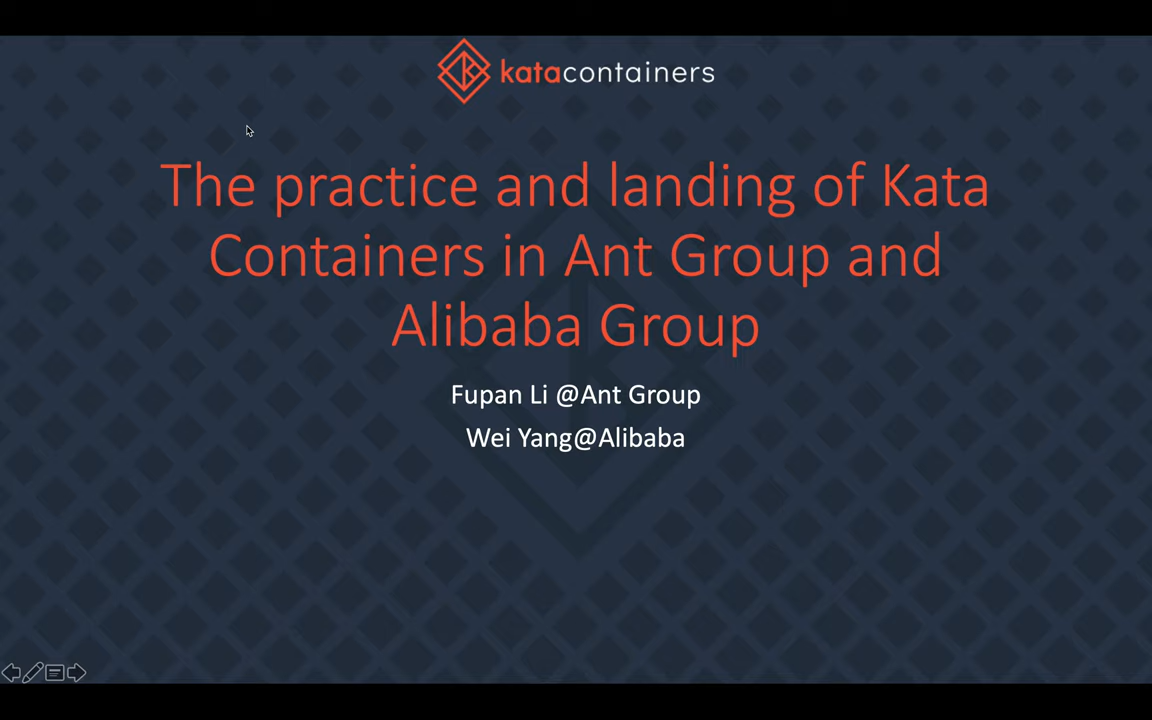 katacontainers
The practice and landing of Kata
Containers in Ant Group and
Alibaba Group
Fupan Li @Ant Group
Wei Yang@Alibaba